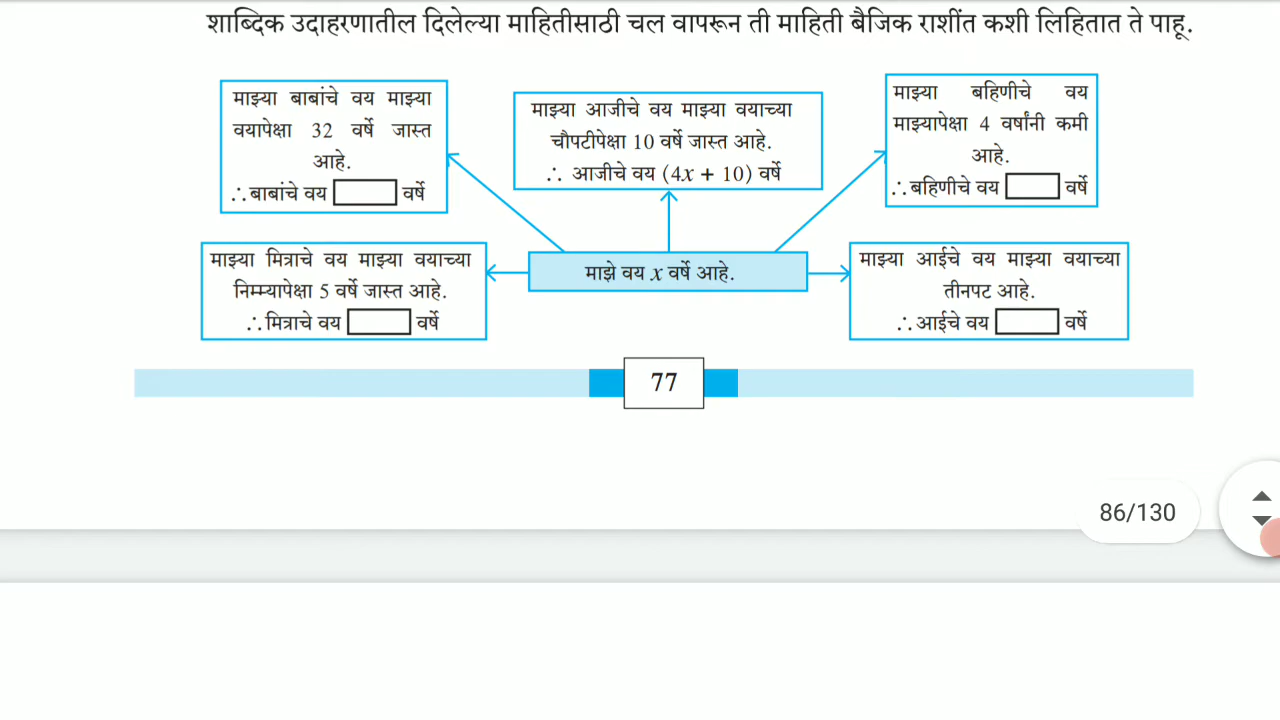 शाब्दिक उदाहरणातील दिलेल्या माहितीसाठी चल वापरून ती माहिती बैजिक राशींत कशी लिहितात ते पाहू.
माझ्या बाबांचे वय माझ्या
वयापेक्षा 32 वर्षे जास्त
आहे.
∴बाबांचे वय वर्षे
माझ्या आजीचे वय माझ्या वयाच्या
चौपटीपेक्षा 10 वर्षे जास्त आहे.
∴ आजीचे वय (4x + 10) वर्षे
माझ्या बहिणीचे वय
माझ्यापेक्षा 4 वर्षांनी कमी
आहे.
∴बहिणीचे वय वर्षे
माझ्या मित्राचे वय माझ्या वयाच्या
निम्म्यापेक्षा 5 वर्षे जास्त आहे.
∴मित्राचे वय वर्षे
माझे वय x वर्षे आहे.
माझ्या आईचे वय माझ्या वयाच्या
तीनपट आहे.
∴आईचे वय वर्षे
77
86/130